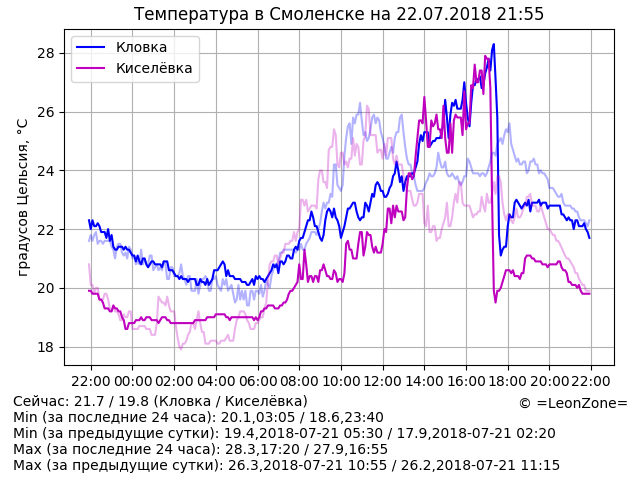 Температура в Смоленске на 22.07.2018 21:55
Кловка
Киселёвка
градусов Цельсия, °C
28
26
24
22
20
18
22:00 00:00 02:00 04:00 06:00 08:00 10:00 12:00 14:00 16:00 18:00 20:00 22:00
Сейчас: 21.7 / 19.8 (Кловка / Киселёвка)
© =LeonZone=
Min (за последние 24 часа): 20.1,03:05 / 18.6,23:40
Min (за предыдущие сутки): 19.4,2018-07-21 05:30 / 17.9,2018-07-21 02:20
Max (за последние 24 часа): 28.3,17:20 / 27.9,16:55
Max (за предыдущие сутки): 26.3,2018-07-21 10:55 / 26.2,2018-07-21 11:15